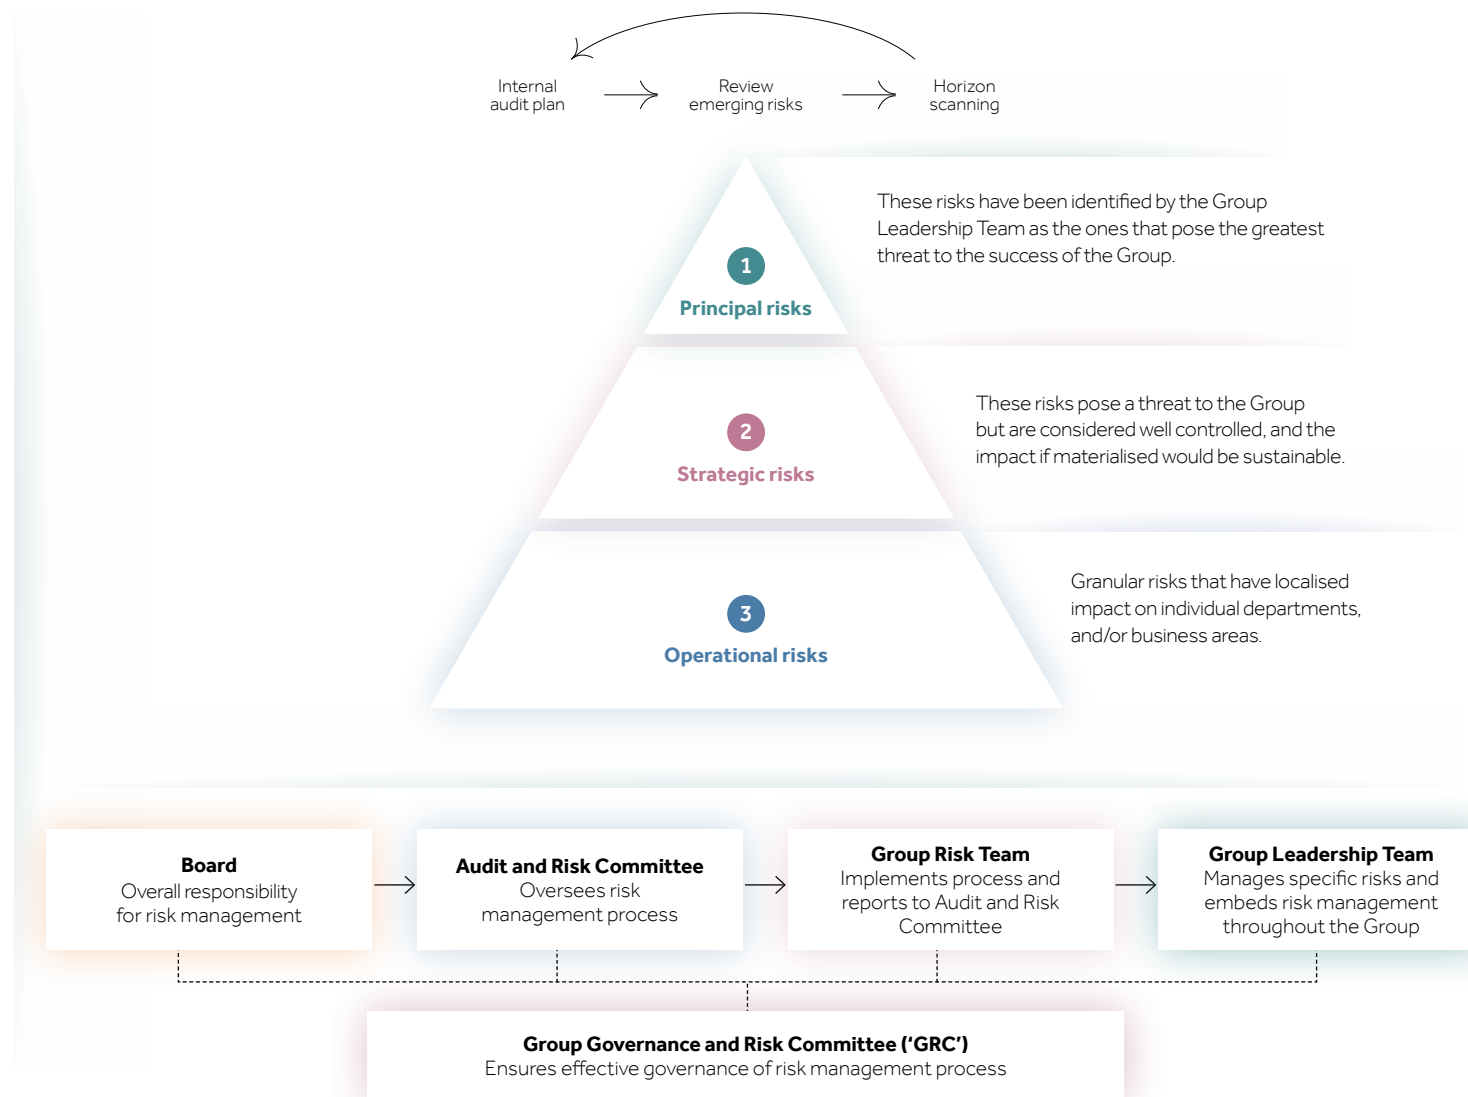 Internal
audit plan
Review
emerging risks
Horizon
scanning
These risks have been identified by the Group
Leadership Team as the ones that pose the greatest
threat to the success of the Group.
1
Principal risks
These risks pose a threat to the Group
but are considered well controlled, and the
impact if materialised would be sustainable.
2
Strategic risks
Granular risks that have localised
impact on individual departments,
and/or business areas.
3
Operational risks
Board
Overall responsibility
for risk management
Audit and Risk Committee
Oversees risk
management process
Group Risk Team
Implements process and
reports to Audit and Risk
Committee
Group Leadership Team
Manages specific risks and
embeds risk management
throughout the Group
Group Governance and Risk Committee (‘GRC’)
Ensures effective governance of risk management process